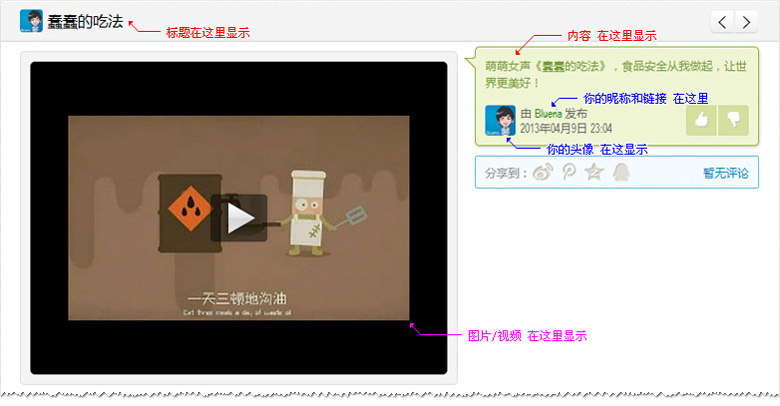 蠢蠢的吃法
标题在这里显示
内容 在这里显示
萌萌女声《蠢蠢的吃法》，食品安全从我做起，让世
界更美好！
你的昵称和链接 在这里
由 Bluena 发布
2013年04月9日 23:04
你的头像 在这显示
分享到：
暂无评论
一天三頓地沟油
Eat three meals a day of waste oil
图片/视频 在这里显示